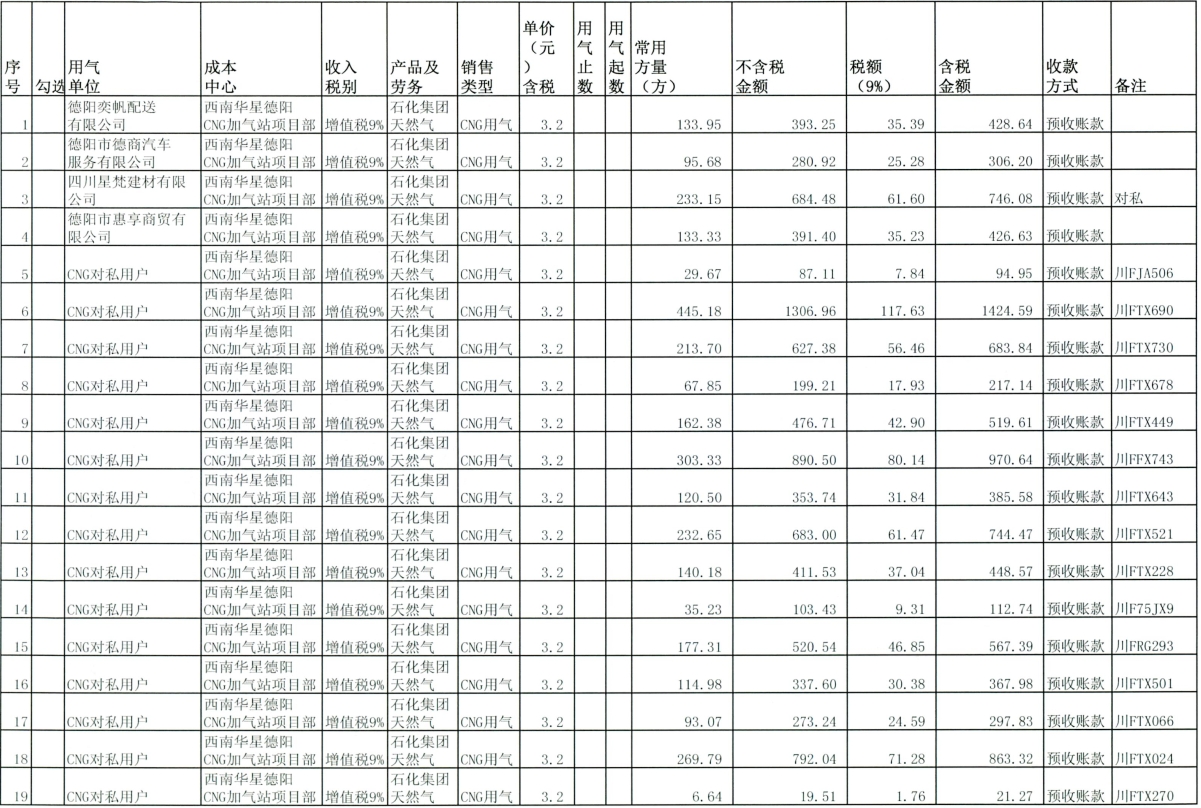 序号 勾选 用气单位 成本中心 收入税别 产品及劳务 销售类型 单价（元）含税 用气止数 用气起数 常用方量（方） 不含税金额 税额（9%） 含税金额 收款方式 备注
1 德阳奕帆配送有限公司 西南华星德阳CNG加气站项目部 增值税9% 石化集团天然气 CNG用气 3.2 133.95 393.25 35.39 428.64 预收账款
2 德阳市德商汽车服务有限公司 西南华星德阳CNG加气站项目部 增值税9% 石化集团天然气 CNG用气 3.2 95.68 280.92 25.28 306.20 预收账款
3 四川星梵建材有限公司 西南华星德阳CNG加气站项目部 增值税9% 石化集团天然气 CNG用气 3.2 233.15 684.48 61.60 746.08 预收账款 对私
4 德阳市惠享商贸有限公司 西南华星德阳CNG加气站项目部 增值税9% 石化集团天然气 CNG用气 3.2 133.33 391.40 35.23 426.63 预收账款
5 CNG对私用户 西南华星德阳CNG加气站项目部 增值税9% 石化集团天然气 CNG用气 3.2 29.67 87.11 7.84 94.95 预收账款 川FJA506
6 CNG对私用户 西南华星德阳CNG加气站项目部 增值税9% 石化集团天然气 CNG用气 3.2 445.18 1306.96 117.63 1424.59 预收账款 川FTX690
7 CNG对私用户 西南华星德阳CNG加气站项目部 增值税9% 石化集团天然气 CNG用气 3.2 213.70 627.38 56.46 683.84 预收账款 川FTX730
8 CNG对私用户 西南华星德阳CNG加气站项目部 增值税9% 石化集团天然气 CNG用气 3.2 67.85 199.21 17.93 217.14 预收账款 川FTX678
9 CNG对私用户 西南华星德阳CNG加气站项目部 增值税9% 石化集团天然气 CNG用气 3.2 162.38 476.71 42.90 519.61 预收账款 川FTX449
10 CNG对私用户 西南华星德阳CNG加气站项目部 增值税9% 石化集团天然气 CNG用气 3.2 303.33 890.50 80.14 970.64 预收账款 川FFX743
11 CNG对私用户 西南华星德阳CNG加气站项目部 增值税9% 石化集团天然气 CNG用气 3.2 120.50 353.74 31.84 385.58 预收账款 川FTX643
12 CNG对私用户 西南华星德阳CNG加气站项目部 增值税9% 石化集团天然气 CNG用气 3.2 232.65 683.00 61.47 744.47 预收账款 川FTX521
13 CNG对私用户 西南华星德阳CNG加气站项目部 增值税9% 石化集团天然气 CNG用气 3.2 140.18 411.53 37.04 448.57 预收账款 川FTX228
14 CNG对私用户 西南华星德阳CNG加气站项目部 增值税9% 石化集团天然气 CNG用气 3.2 35.23 103.43 9.31 112.74 预收账款 川F75JX9
15 CNG对私用户 西南华星德阳CNG加气站项目部 增值税9% 石化集团天然气 CNG用气 3.2 177.31 520.54 46.85 567.39 预收账款 川FRG293
16 CNG对私用户 西南华星德阳CNG加气站项目部 增值税9% 石化集团天然气 CNG用气 3.2 114.98 337.60 30.38 367.98 预收账款 川FTX501
17 CNG对私用户 西南华星德阳CNG加气站项目部 增值税9% 石化集团天然气 CNG用气 3.2 93.07 273.24 24.59 297.83 预收账款 川FTX066
18 CNG对私用户 西南华星德阳CNG加气站项目部 增值税9% 石化集团天然气 CNG用气 3.2 269.79 792.04 71.28 863.32 预收账款 川FTX024
19 CNG对私用户 西南华星德阳CNG加气站项目部 增值税9% 石化集团天然气 CNG用气 3.2 6.64 19.51 1.76 21.27 预收账款 川FTX270